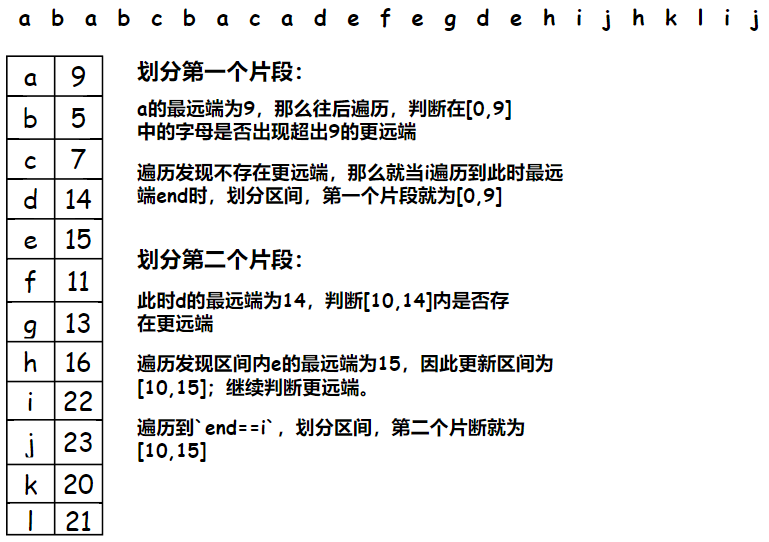 a b a b c b a c a d e f e g d e h i j h k l i j
a 9
b 5
c 7
d 14
e 15
f 11
g 13
h 16
i 22
j 23
k 20
l 21
划分第一个片段：
a的最远端为9，那么往后遍历，判断在[0,9]
中的字母是否出现超出9的更远端
遍历发现不存在更远端，那么就当i遍历到此时最远
端end时，划分区间，第一个片段就为[0,9]
划分第二个片段：
此时d的最远端为14，判断[10,14]内是否存
在更远端
遍历发现区间内e的最远端为15，因此更新区间为
[10,15]；继续判断更远端。
遍历到`end==i`，划分区间，第二个片断就为
[10,15]